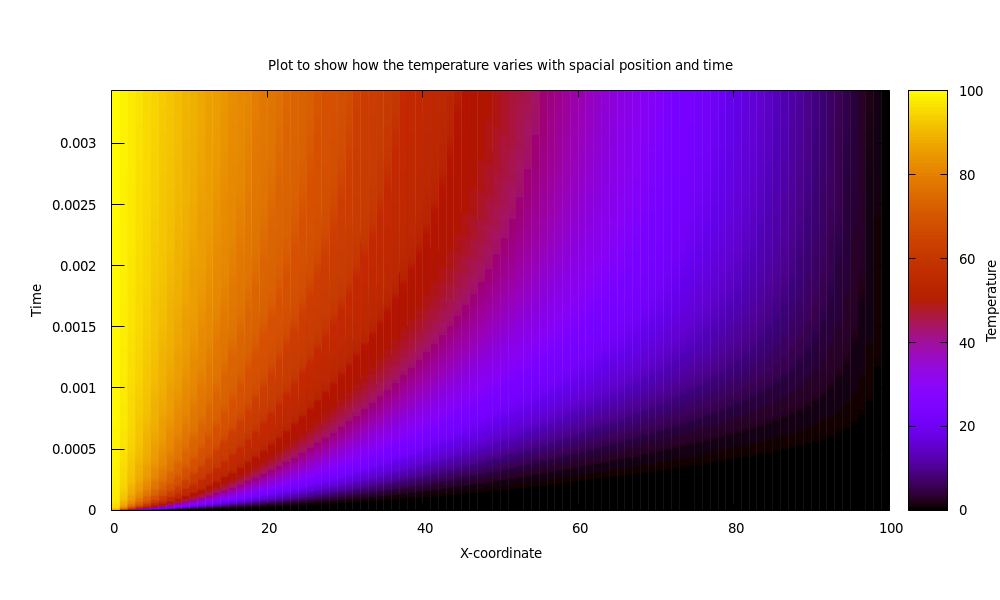 Plot to show how the temperature varies with spacial position and time
0.003
0.0025
0.002
0.0015
0.001
0.0005
0
Time
0 20 40 60 80 100
X-coordinate
100
80
60
40
20
0
Temperature